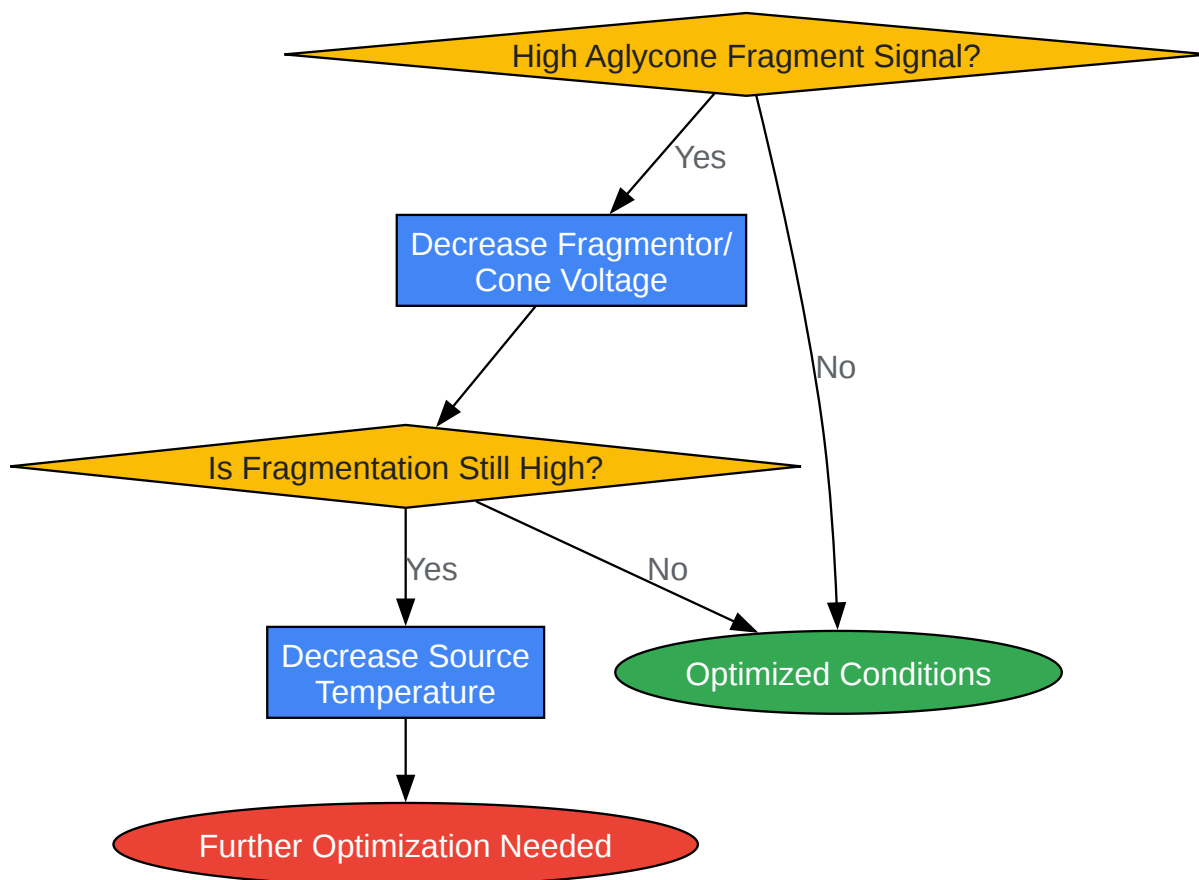 High Aglycone Fragment Signal?
Yes
Decrease Fragmentor/
Cone Voltage
No
Is Fragmentation Still High?
Yes
No
Decrease Source
Temperature
Optimized Conditions
Further Optimization Needed